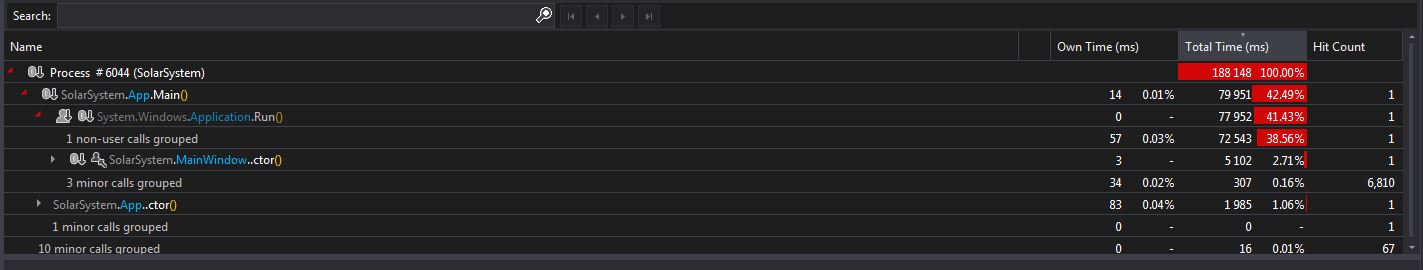 Search:
Name Own Time (ms) Total Time (ms) Hit Count
Process # 6044 (SolarSystem) 188 148 100.00%
SolarSystem.App.Main() 14 0.01% 79 951 42.49% 1
System.Windows.Application.Run() 0 - 77 952 41.43% 1
1 non-user calls grouped 57 0.03% 72 543 38.56% 1
SolarSystem.MainWindow..ctor() 3 - 5 102 2.71% 1
3 minor calls grouped 34 0.02% 307 0.16% 6,810
SolarSystem.App..ctor() 83 0.04% 1 985 1.06% 1
1 minor calls grouped 0 - 0 - 1
10 minor calls grouped 0 - 16 0.01% 67